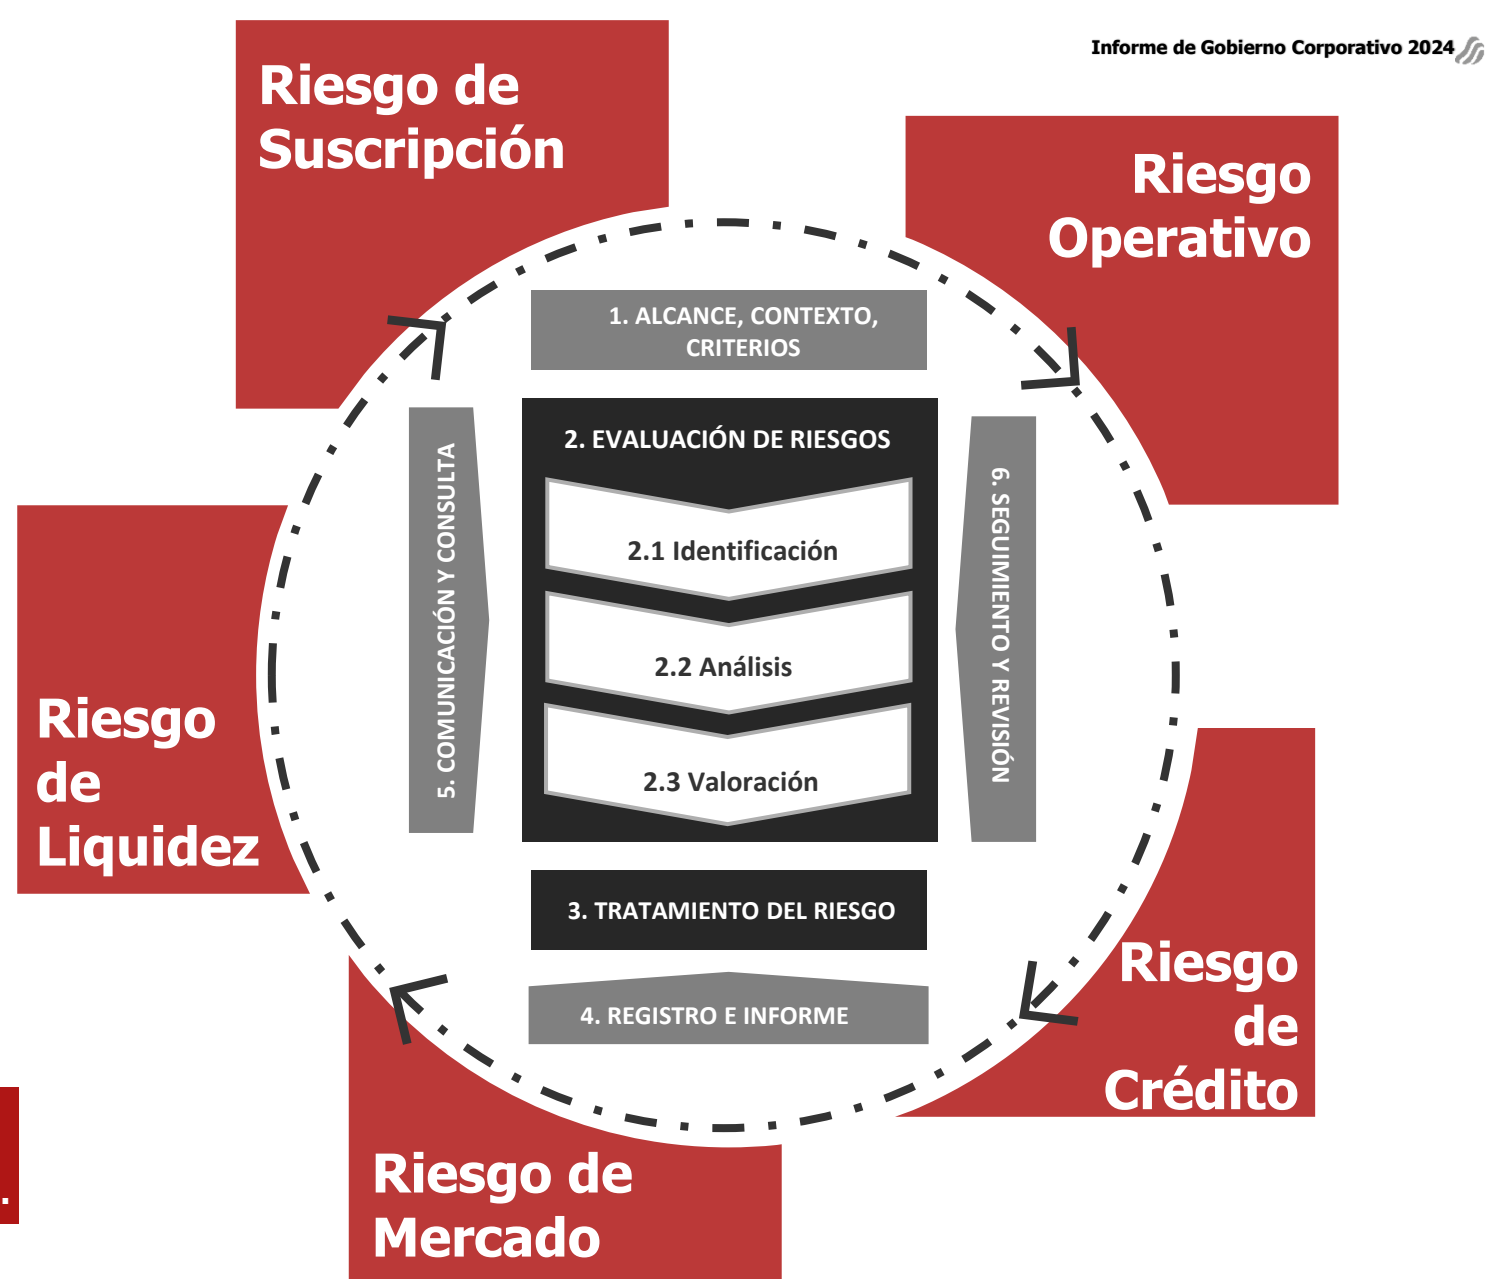 Informe de Gobierno Corporativo 2024
Riesgo de
Suscripción
Riesgo
Operativo
1. ALCANCE, CONTEXTO,
CRITERIOS
2. EVALUACIÓN DE RIESGOS
2.1 Identificación
2.2 Análisis
2.3 Valoración
5. COMUNICACIÓN Y CONSULTA
6. SEGUIMIENTO Y REVISIÓN
3. TRATAMIENTO DEL RIESGO
4. REGISTRO E INFORME
Riesgo
de
Liquidez
Riesgo
de
Crédito
Riesgo de
Mercado
.